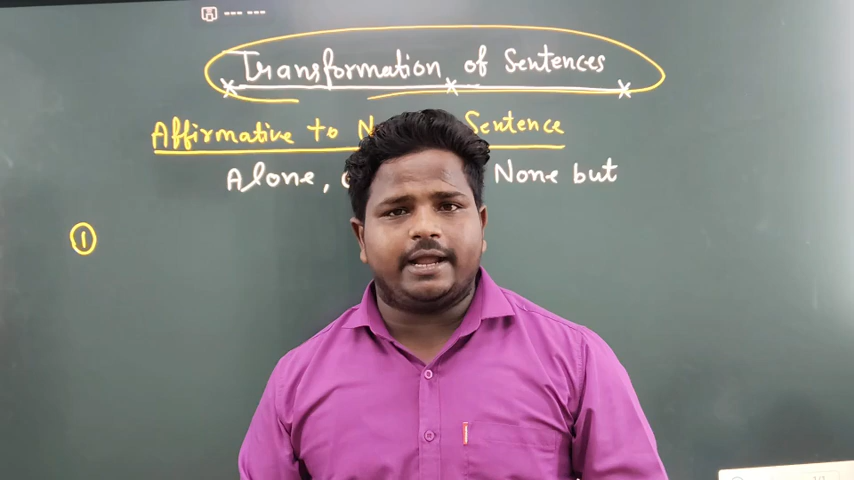 Transformation of Sentences
Affirmative to Sentence
Alone, None but
①